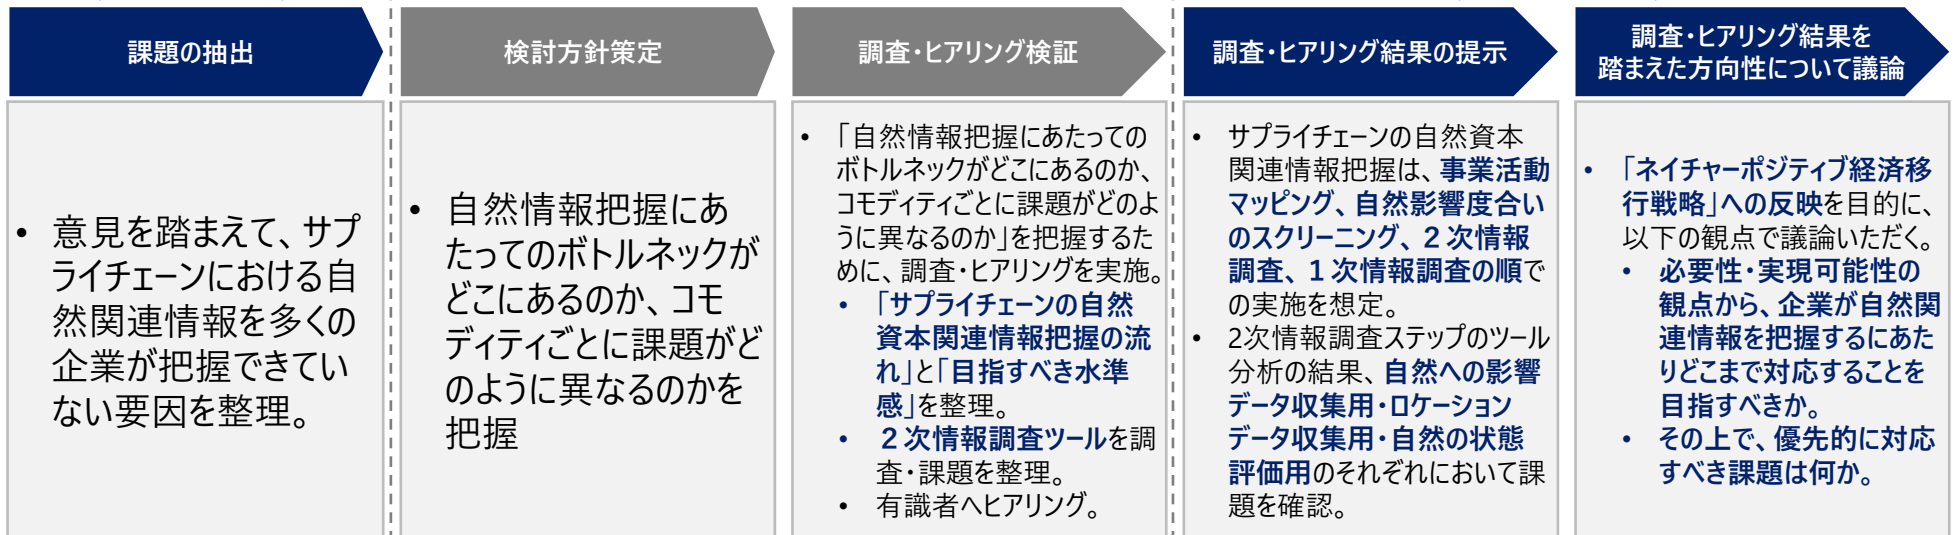 課題の抽出
検討方針策定
調査・ヒアリング検証
調査・ヒアリング結果の提示
調査・ヒアリング結果を
踏まえた方向性について議論
• 意見を踏まえて、サプ
ライチェーンにおける自
然関連情報を多くの
企業が把握できてい
ない要因を整理。
• 自然情報把握にあ
たってのボトルネックが
どこにあるのか、コモ
ディティごとに課題がど
のように異なるのかを
把握
• 「自然情報把握にあたっての
ボトルネックがどこにあるのか、
コモディティごとに課題がどのよ
うに異なるのか」を把握するた
めに、調査・ヒアリングを実施。
• 「サプライチェーンの自然
資本関連情報把握の流
れ」と「目指すべき水準
感」を整理。
• ２次情報調査ツールを調
査・課題を整理。
• 有識者へヒアリング。
• サプライチェーンの自然資本
関連情報把握は、事業活動
マッピング、自然影響度合い
のスクリーニング、２次情報
調査、１次情報調査の順で
の実施を想定。
• 2次情報調査ステップのツール
分析の結果、自然への影響
データ収集用・ロケーション
データ収集用・自然の状態
評価用のそれぞれにおいて課
題を確認。
• 「ネイチャーポジティブ経済移
行戦略」への反映を目的に、
以下の観点で議論いただく。
• 必要性・実現可能性の
観点から、企業が自然関
連情報を把握するにあた
りどこまで対応することを
目指すべきか。
• その上で、優先的に対応
すべき課題は何か。